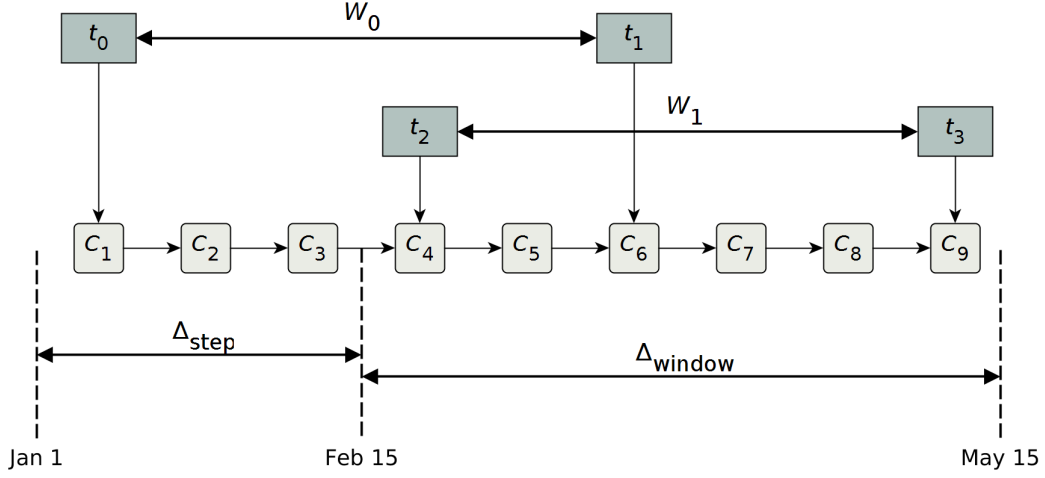 W0
t0 t1
W1
t2 t3
C1 C2 C3 C4 C5 C6 C7 C8 C9
Δstep
Δwindow
Jan 1 Feb 15 May 15